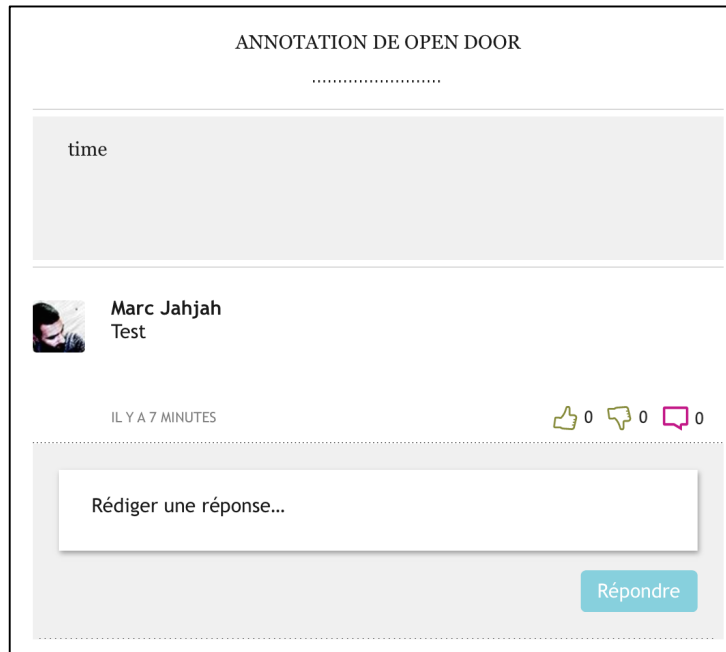 ANNOTATION DE OPEN DOOR
time
Marc Jahjah
Test
IL Y A 7 MINUTES
0 0 0
Rédiger une réponse…
Répondre